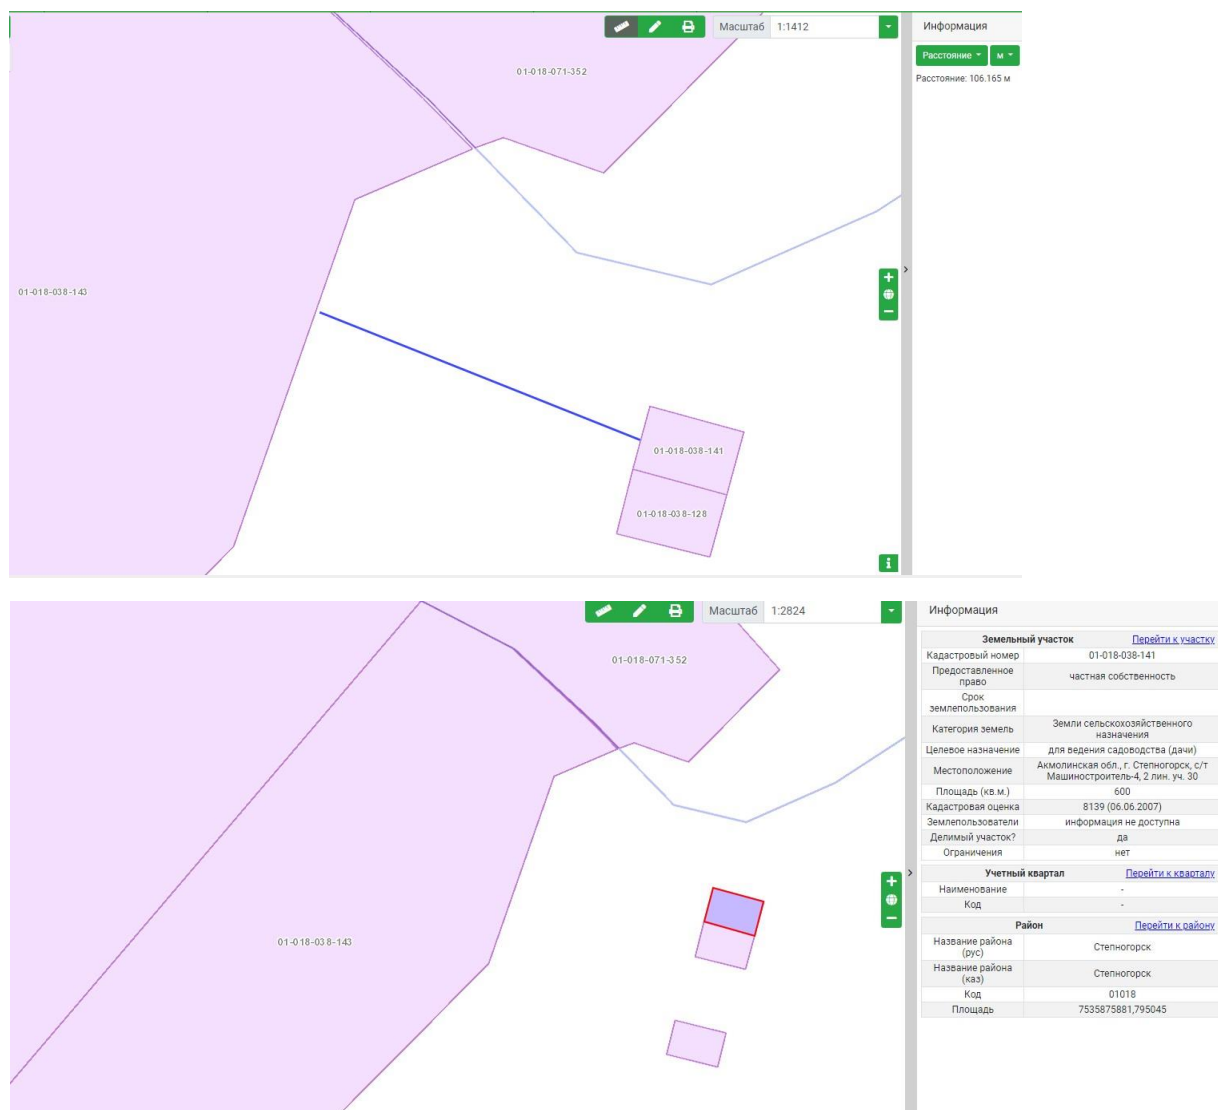 Масштаб 1:1412
Информация
Расстояние м
Расстояние: 106.165 м
01-018-071-352
01-018-038-143
01-018-038-141
01-018-038-128
Масштаб 1:2824
Информация
01-018-071-352
01-018-038-143
Земельный участок Перейти к участку
Кадастровый номер 01-018-038-141
Предоставленное
право
частная собственность
Срок
землепользования
Категория земель
Земли сельскохозяйственного
назначения
Целевое назначение для ведения садоводства (дачи)
Местоположение
Акмолинская обл., г. Степногорск, с/т
Машиностроитель-4, 2 лин. уч. 30
Площадь (кв.м.) 600
Кадастровая оценка 8139 (06.06.2007)
Землепользователи информация не доступна
Делимый участок? да
Ограничения нет
Учетный квартал Перейти к кварталу
Наименование -
Код -
Район Перейти к району
Название района
(рус)
Степногорск
Название района
(каз)
Степногорск
Код 01018
Площадь 7535875881,795045